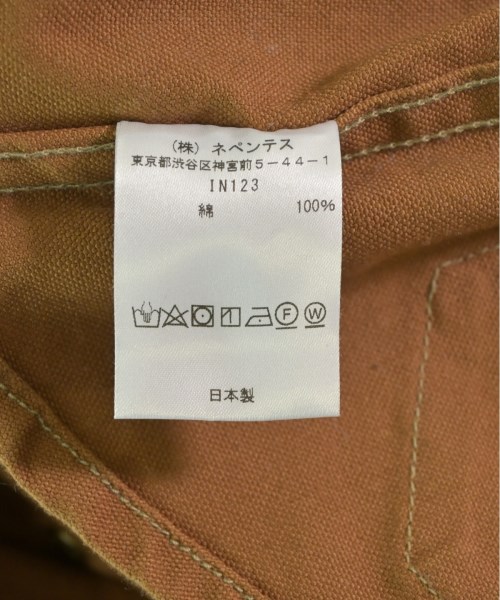 （株）ネペンテス
東京都渋谷区神宮前５－４４－１
IN123
綿 100%
F W
日本製